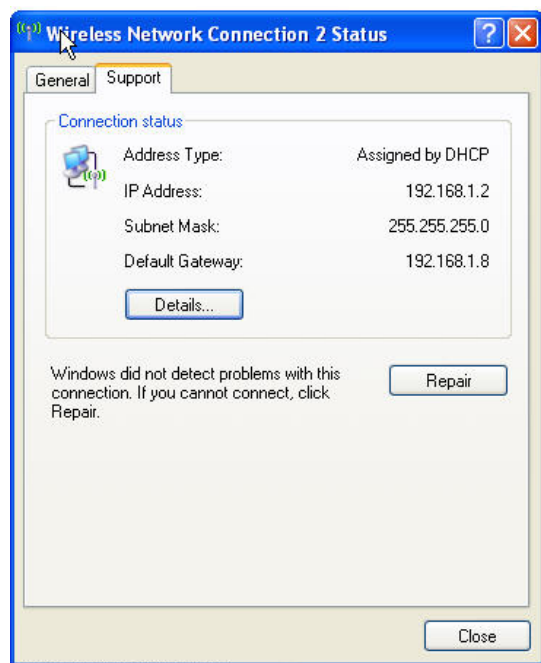 Wireless Network Connection 2 Status
General
Support
Connection status
Address Type: Assigned by DHCP
IP Address: 192.168.1.2
Subnet Mask: 255.255.255.0
Default Gateway: 192.168.1.8
Details...
Windows did not detect problems with this
connection. If you cannot connect, click
Repair.
Repair
Close